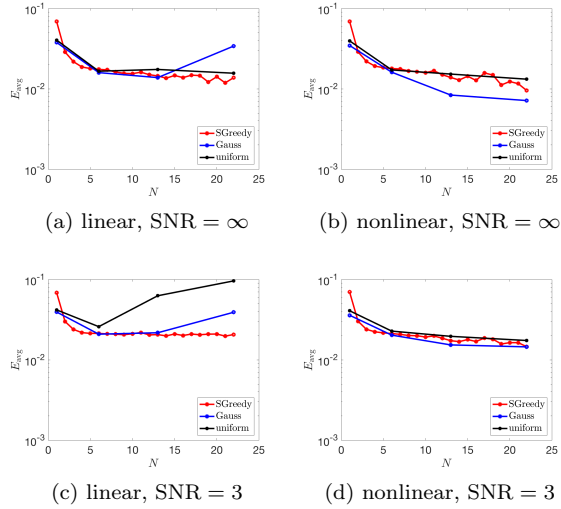 10⁻¹
10⁻²
10⁻³
E_avg
0 5 10 15 20 25
N
SGreedy
Gauss
uniform
(a) linear, SNR = ∞
10⁻¹
10⁻²
10⁻³
E_avg
0 5 10 15 20 25
N
SGreedy
Gauss
uniform
(b) nonlinear, SNR = ∞
10⁻¹
10⁻²
10⁻³
E_avg
0 5 10 15 20 25
N
SGreedy
Gauss
uniform
(c) linear, SNR = 3
10⁻¹
10⁻²
10⁻³
E_avg
0 5 10 15 20 25
N
SGreedy
Gauss
uniform
(d) nonlinear, SNR = 3